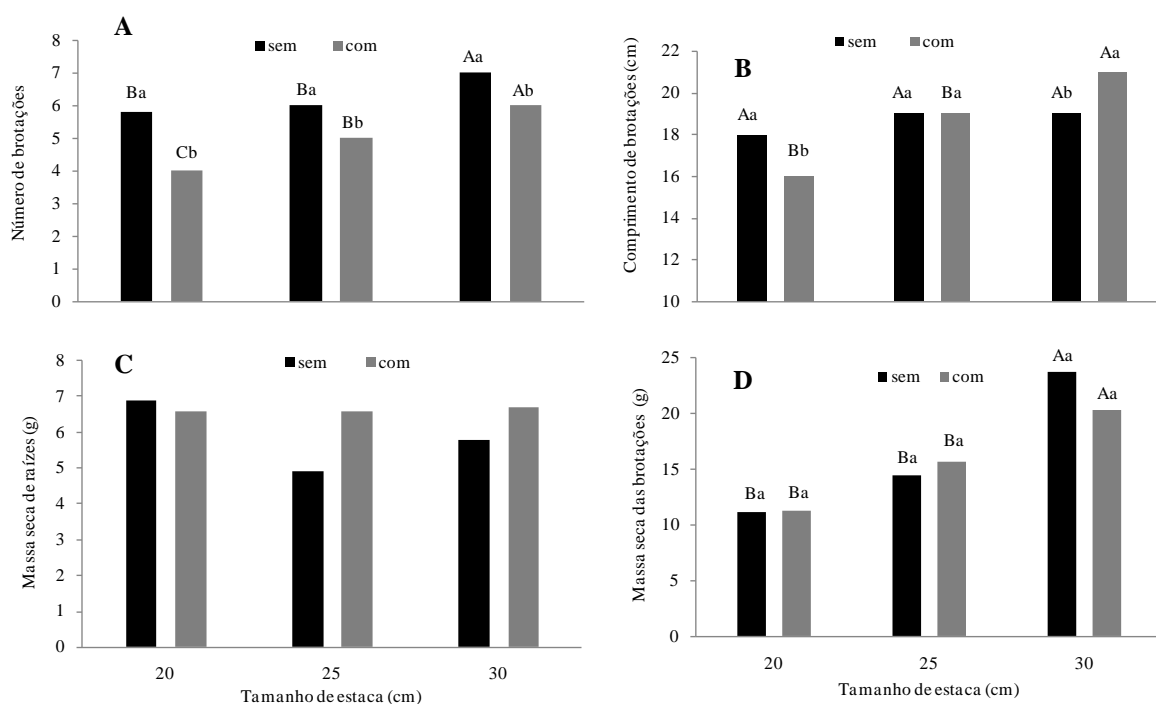 A
sem com
Número de brotações
8
7
6
5
4
3
2
1
0
Ba
Cb
Ba
Bb
Aa
Ab
B
sem com
Comprimento de brotações (cm)
22
20
18
16
14
12
10
Aa
Bb
Aa
Ba
Ab
Aa
C
sem com
Massa seca de raízes (g)
8
7
6
5
4
3
2
1
0
20 25 30
Tamanho de estaca (cm)
D
sem com
Massa seca das brotações (g)
25
20
15
10
5
0
Ba
Ba
Ba
Ba
Aa
Aa
20 25 30
Tamanho de estaca (cm)